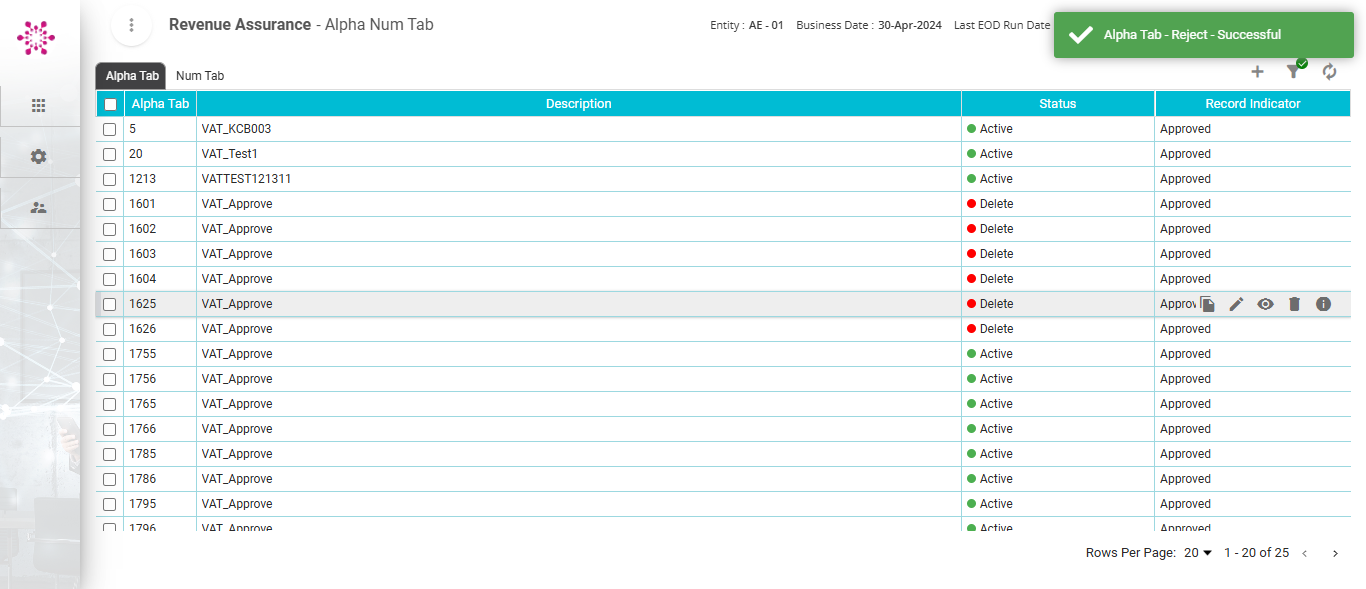 Revenue Assurance - Alpha Num Tab
Entity : AE - 01 Business Date : 30-Apr-2024 Last EOD Run Date
Alpha Tab - Reject - Successful
Alpha Tab Num Tab
Alpha Tab Description Status Record Indicator
5 VAT_KCB003 Active Approved
20 VAT_Test1 Active Approved
1213 VATTEST121311 Active Approved
1601 VAT_Approve Delete Approved
1602 VAT_Approve Delete Approved
1603 VAT_Approve Delete Approved
1604 VAT_Approve Delete Approved
1625 VAT_Approve Delete Approv
1626 VAT_Approve Delete Approved
1755 VAT_Approve Active Approved
1756 VAT_Approve Active Approved
1765 VAT_Approve Active Approved
1766 VAT_Approve Active Approved
1785 VAT_Approve Active Approved
1786 VAT_Approve Active Approved
1795 VAT_Approve Active Approved
1796 VAT_Approve Active Approved
Rows Per Page: 20 1 - 20 of 25